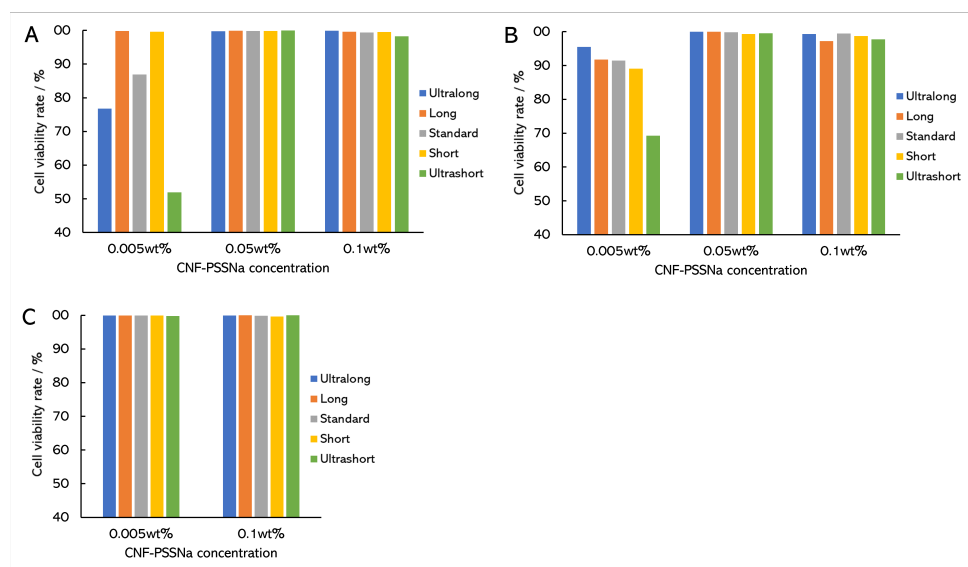 A
Cell viability rate / %
00
90
80
70
60
50
40
0.005wt% 0.05wt% 0.1wt%
CNF-PSSNa concentration
Ultralong
Long
Standard
Short
Ultrashort
B
Cell viability rate / %
00
90
80
70
60
50
40
0.005wt% 0.05wt% 0.1wt%
CNF-PSSNa concentration
Ultralong
Long
Standard
Short
Ultrashort
C
Cell viability rate / %
00
90
80
70
60
50
40
0.005wt% 0.1wt%
CNF-PSSNa concentration
Ultralong
Long
Standard
Short
Ultrashort